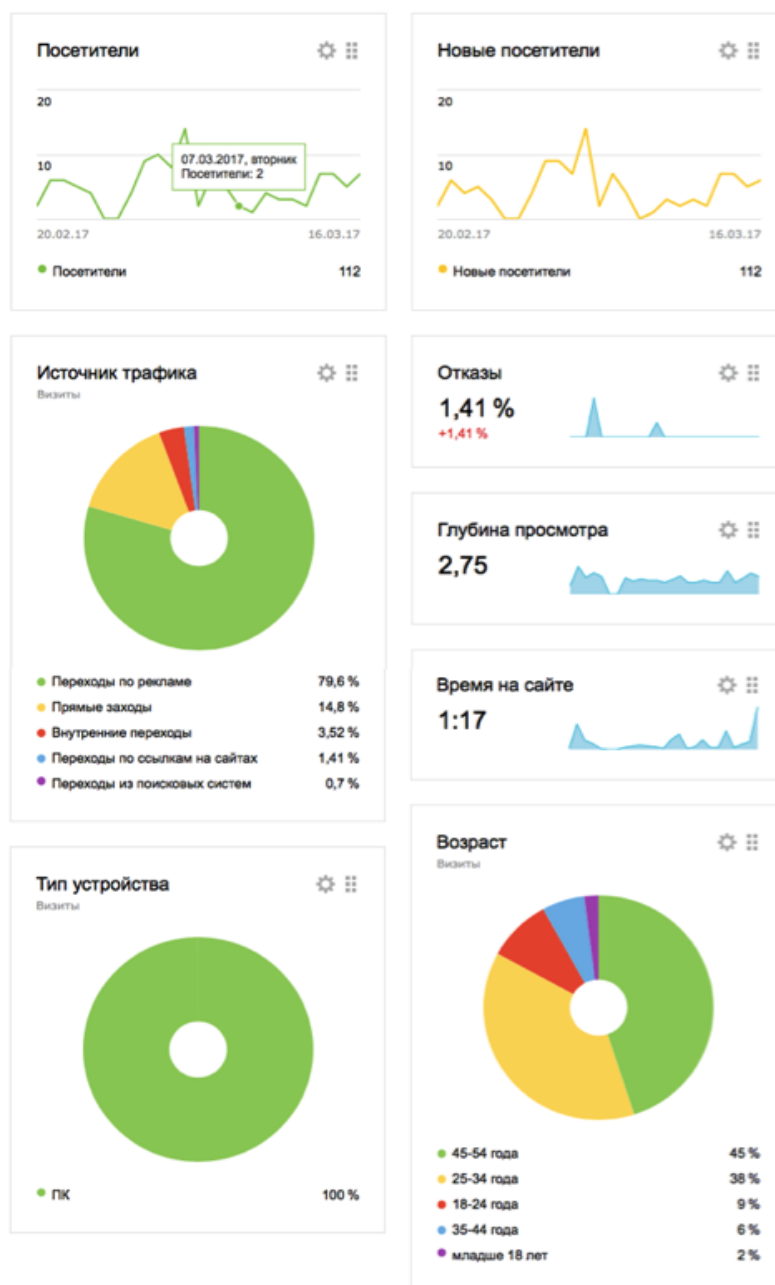 Посетители
20
10
07.03.2017, вторник
Посетители: 2
20.02.17 16.03.17
Посетители 112
Новые посетители
20
10
20.02.17 16.03.17
Новые посетители 112
Источник трафика
Визиты
Переходы по рекламе 79,6 %
Прямые заходы 14,8 %
Внутренние переходы 3,52 %
Переходы по ссылкам на сайтах 1,41 %
Переходы из поисковых систем 0,7 %
Отказы
1,41 %
+1,41 %
Глубина просмотра
2,75
Время на сайте
1:17
Тип устройства
Визиты
ПК 100 %
Возраст
Визиты
45-54 года 45 %
25-34 года 38 %
18-24 года 9 %
35-44 года 6 %
младше 18 лет 2 %